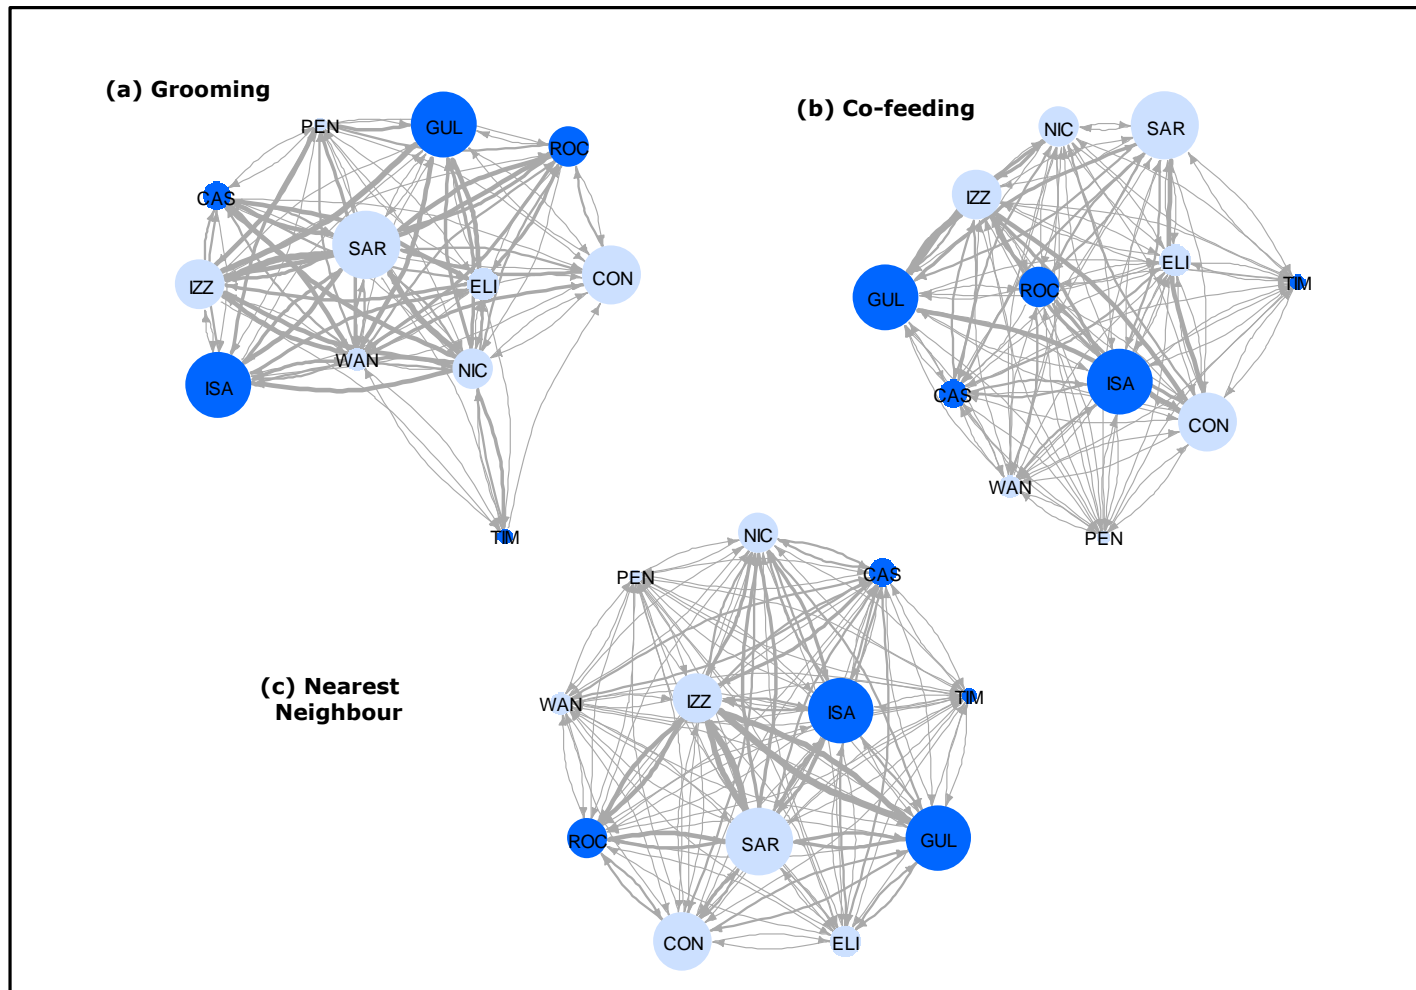 (a) Grooming
PEN
GUL
ROC
CAS
SAR
IZZ
ELI
CON
WAN
NIC
ISA
TIM
(b) Co-feeding
NIC
SAR
IZZ
ELI
TIM
GUL
ROC
ISA
CAS
CON
WAN
PEN
(c) Nearest
Neighbour
NIC
CAS
PEN
WAN
IZZ
ISA
TIM
ROC
SAR
GUL
CON
ELI